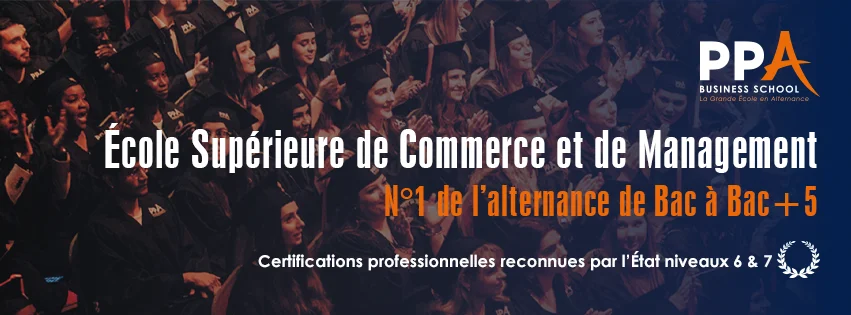 PPA
BUSINESS SCHOOL
La Grande École en Alternance
École Supérieure de Commerce et de Management
N°1 de l'alternance de Bac à Bac+5
Certifications professionnelles reconnues par l'État niveaux 6 & 7